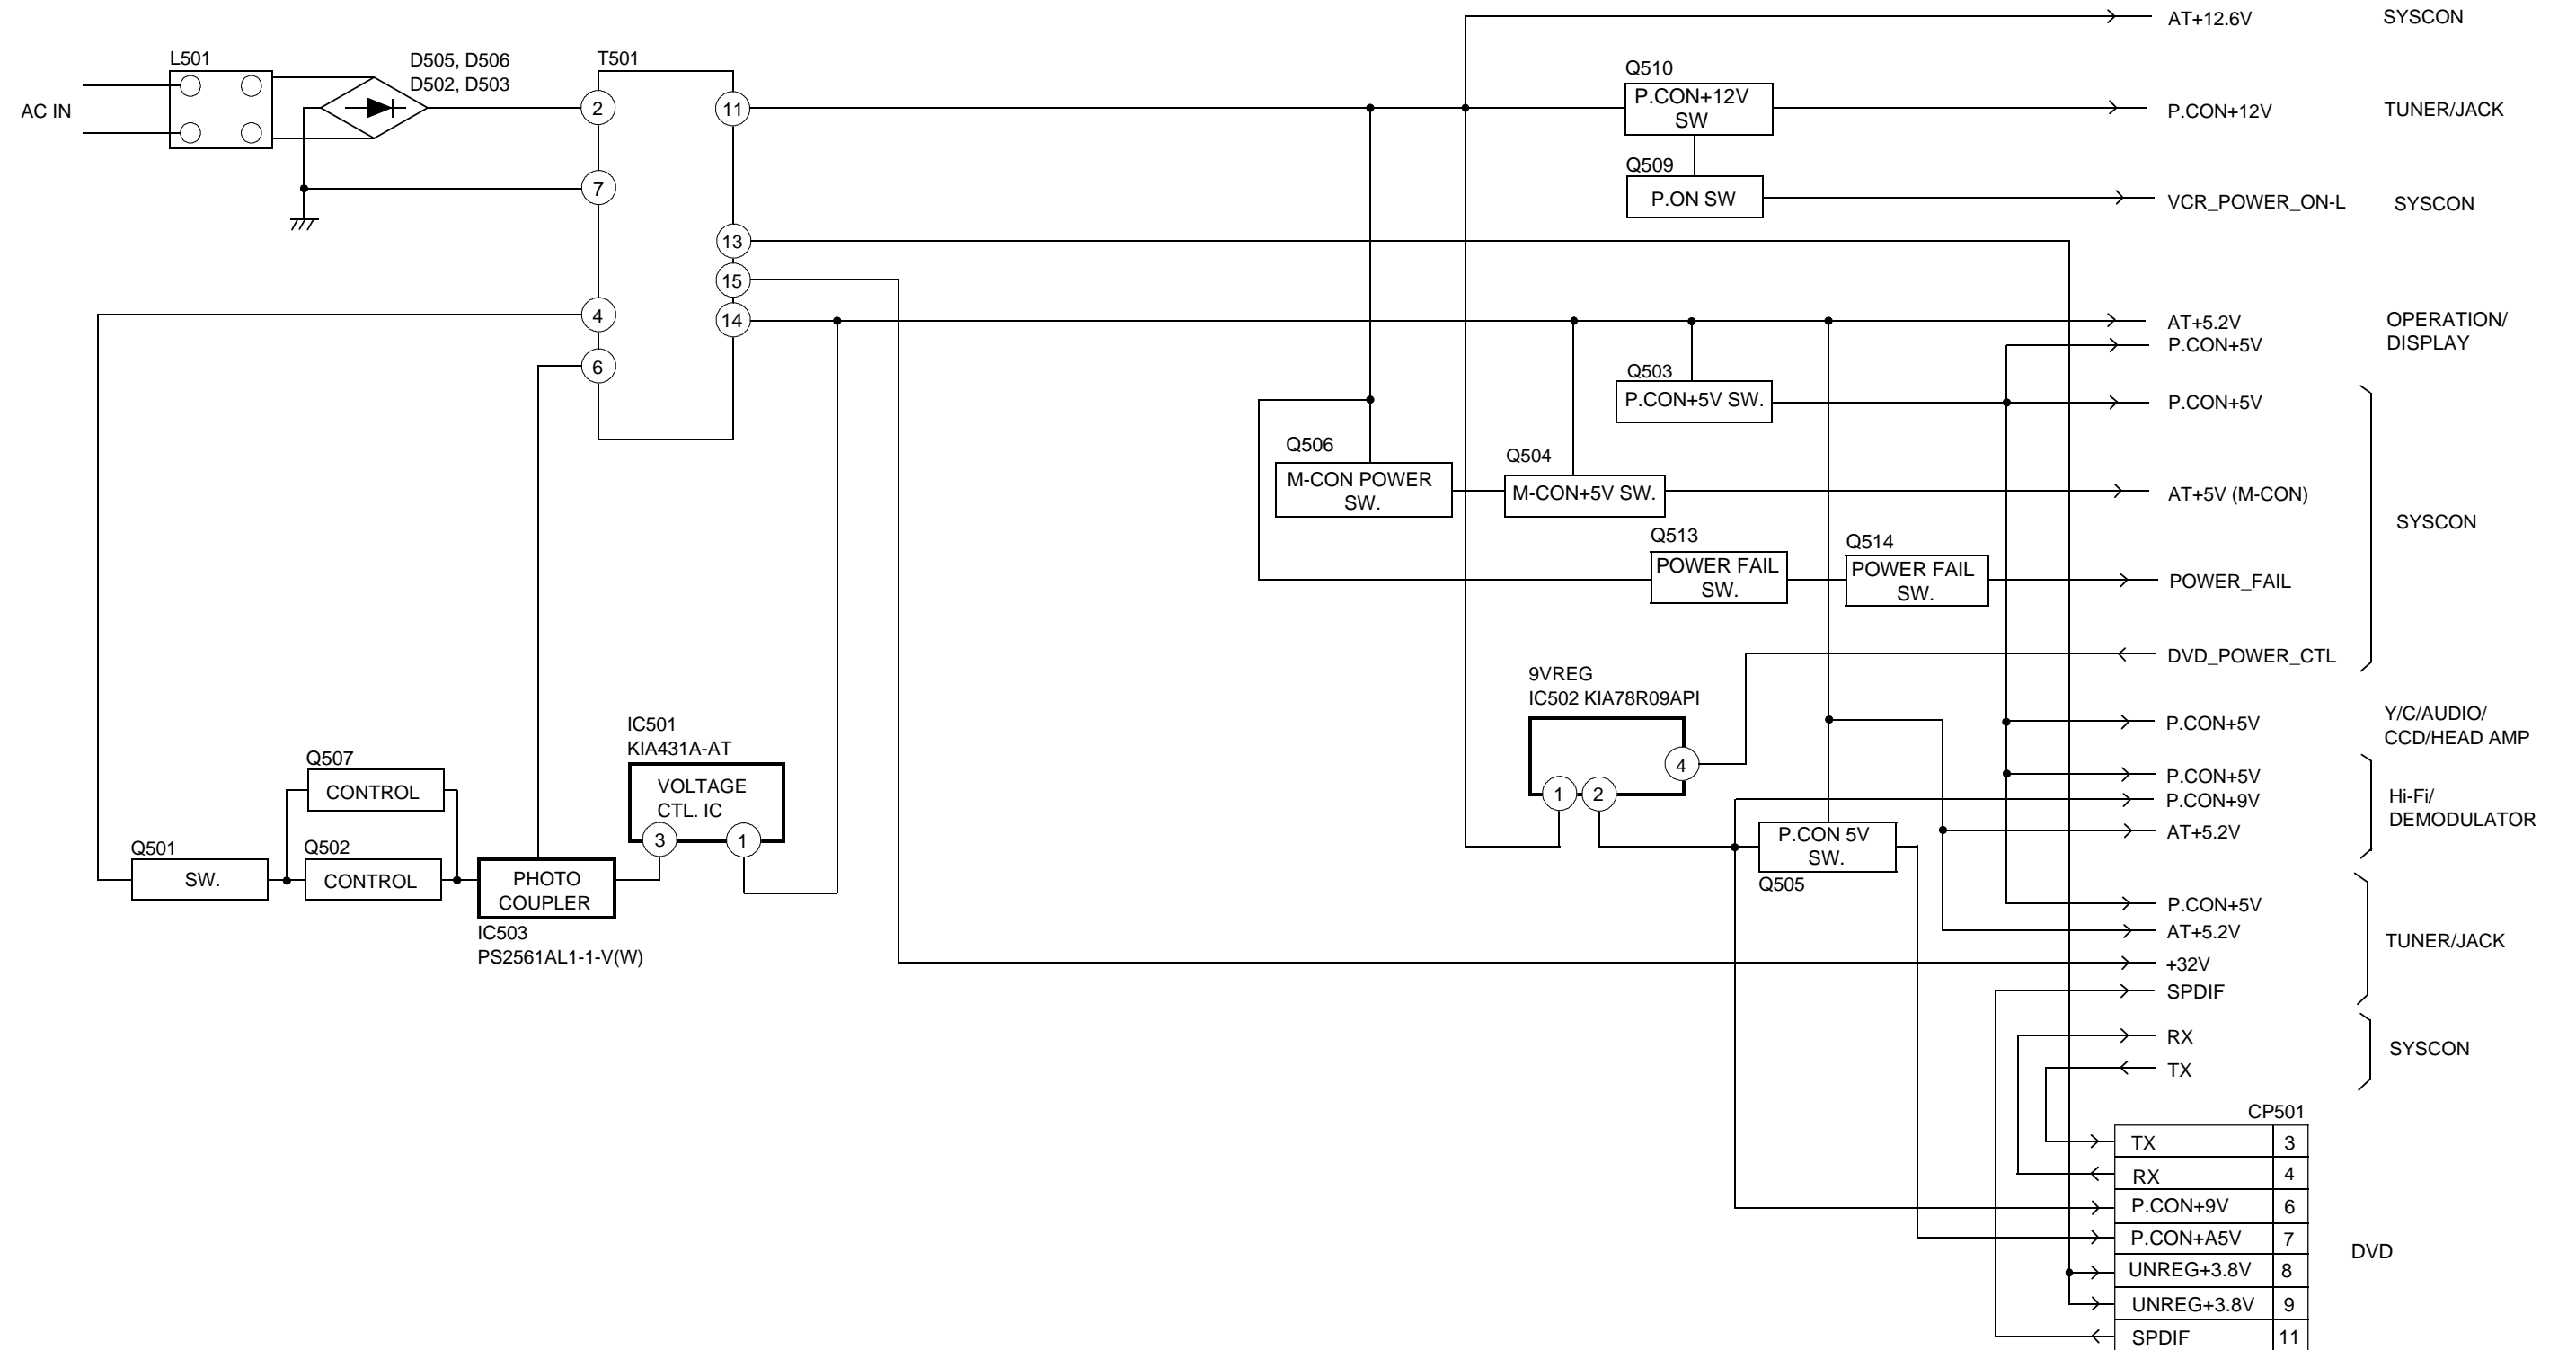 AT+12.6V
SYSCON
L501
D505, D506
D502, D503
T501
Q510
P.CON+12V
SW
AC IN
2
11
P.CON+12V
TUNER/JACK
Q509
P.ON SW
7
VCR_POWER_ON-L
SYSCON
13
15
4
14
AT+5.2V
P.CON+5V
OPERATION/
DISPLAY
6
Q503
P.CON+5V SW.
P.CON+5V
Q506
M-CON POWER
SW.
Q504
M-CON+5V SW.
AT+5V (M-CON)
SYSCON
Q513
POWER FAIL
SW.
Q514
POWER FAIL
SW.
POWER_FAIL
DVD_POWER_CTL
9VREG
IC502 KIA78R09API
4
1
2
IC501
KIA431A-AT
VOLTAGE
CTL. IC
3
1
P.CON+5V
Y/C/AUDIO/
CCD/HEAD AMP
Q507
CONTROL
P.CON+5V
P.CON+9V
AT+5.2V
Hi-Fi/
DEMODULATOR
P.CON 5V
SW.
Q505
Q501
SW.
Q502
CONTROL
PHOTO
COUPLER
IC503
PS2561AL1-1-V(W)
P.CON+5V
AT+5.2V
+32V
SPDIF
TUNER/JACK
RX
TX
SYSCON
CP501
TX 3
RX 4
P.CON+9V 6
P.CON+A5V 7
UNREG+3.8V 8
UNREG+3.8V 9
SPDIF 11
DVD